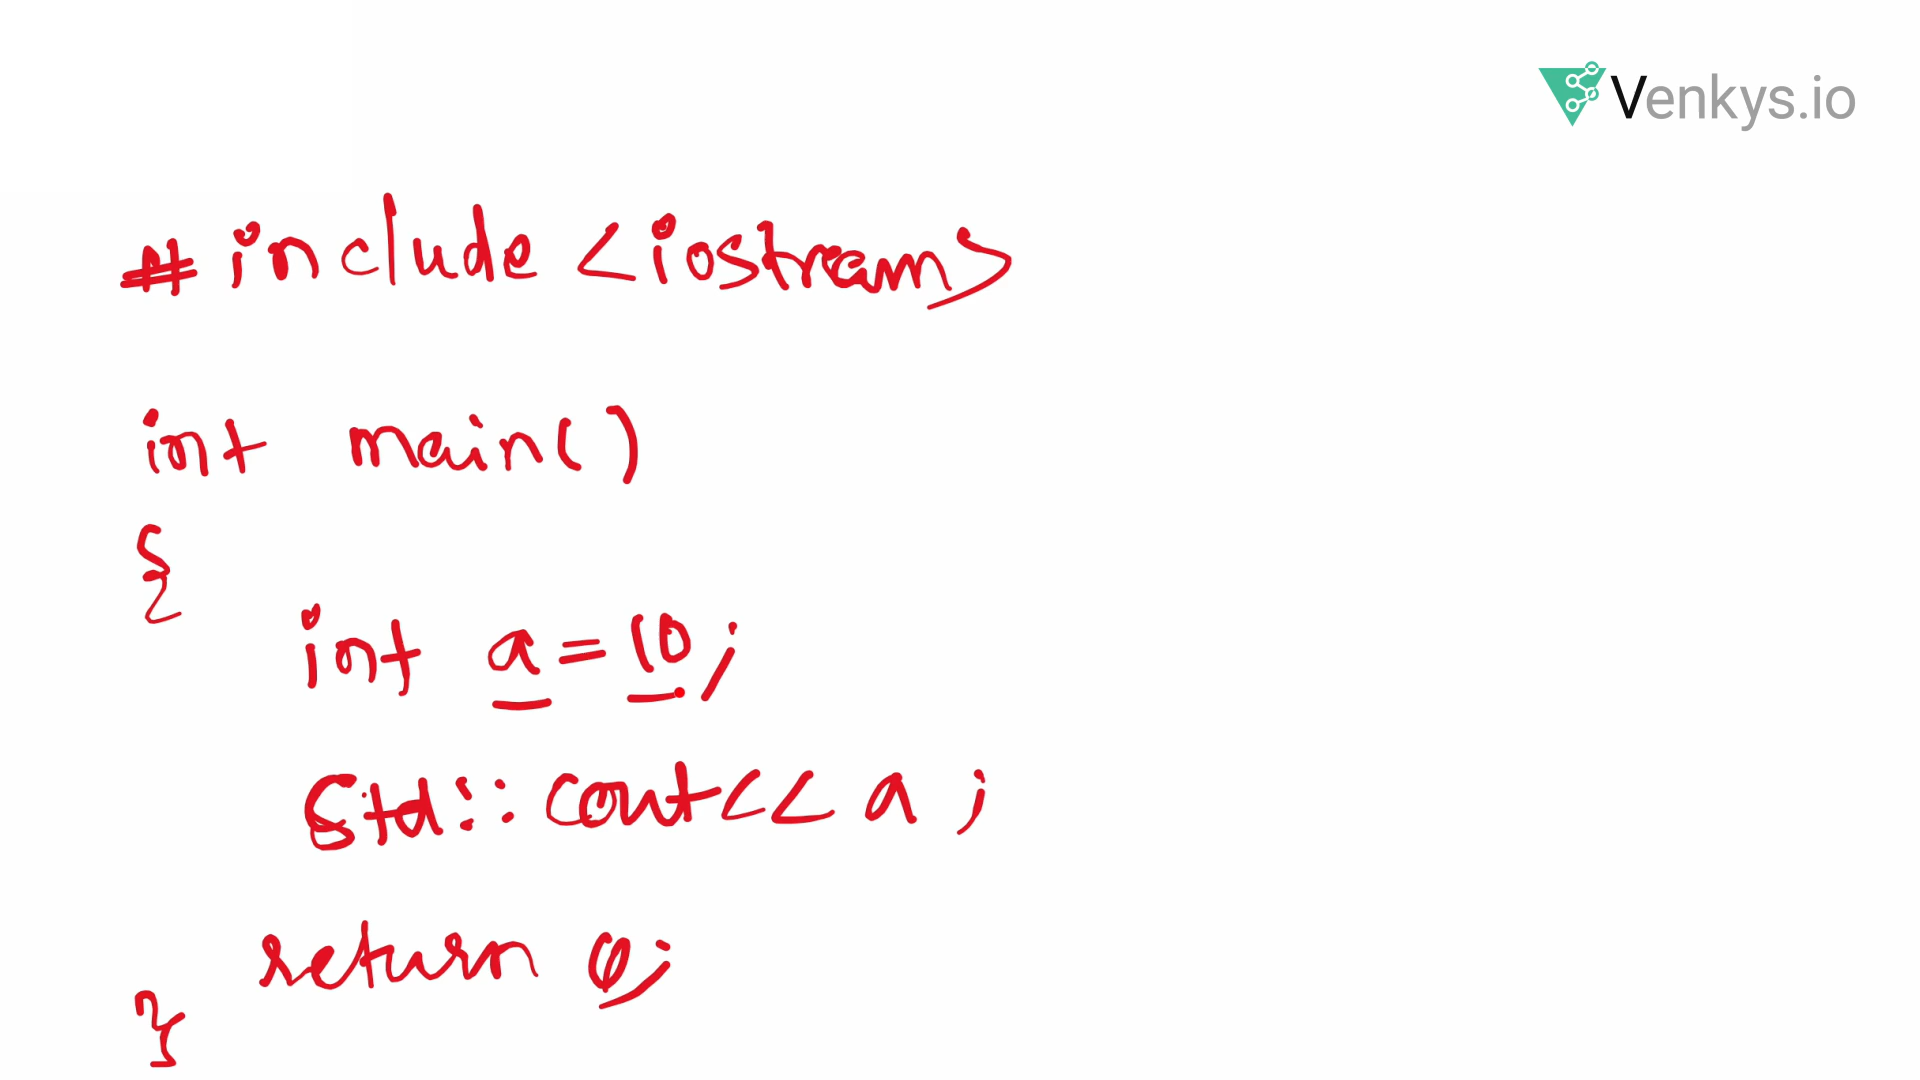 Venkys.io
#include <iostream>
int main()
{
int a=10;
std::cout<< a ;
return 0;
}